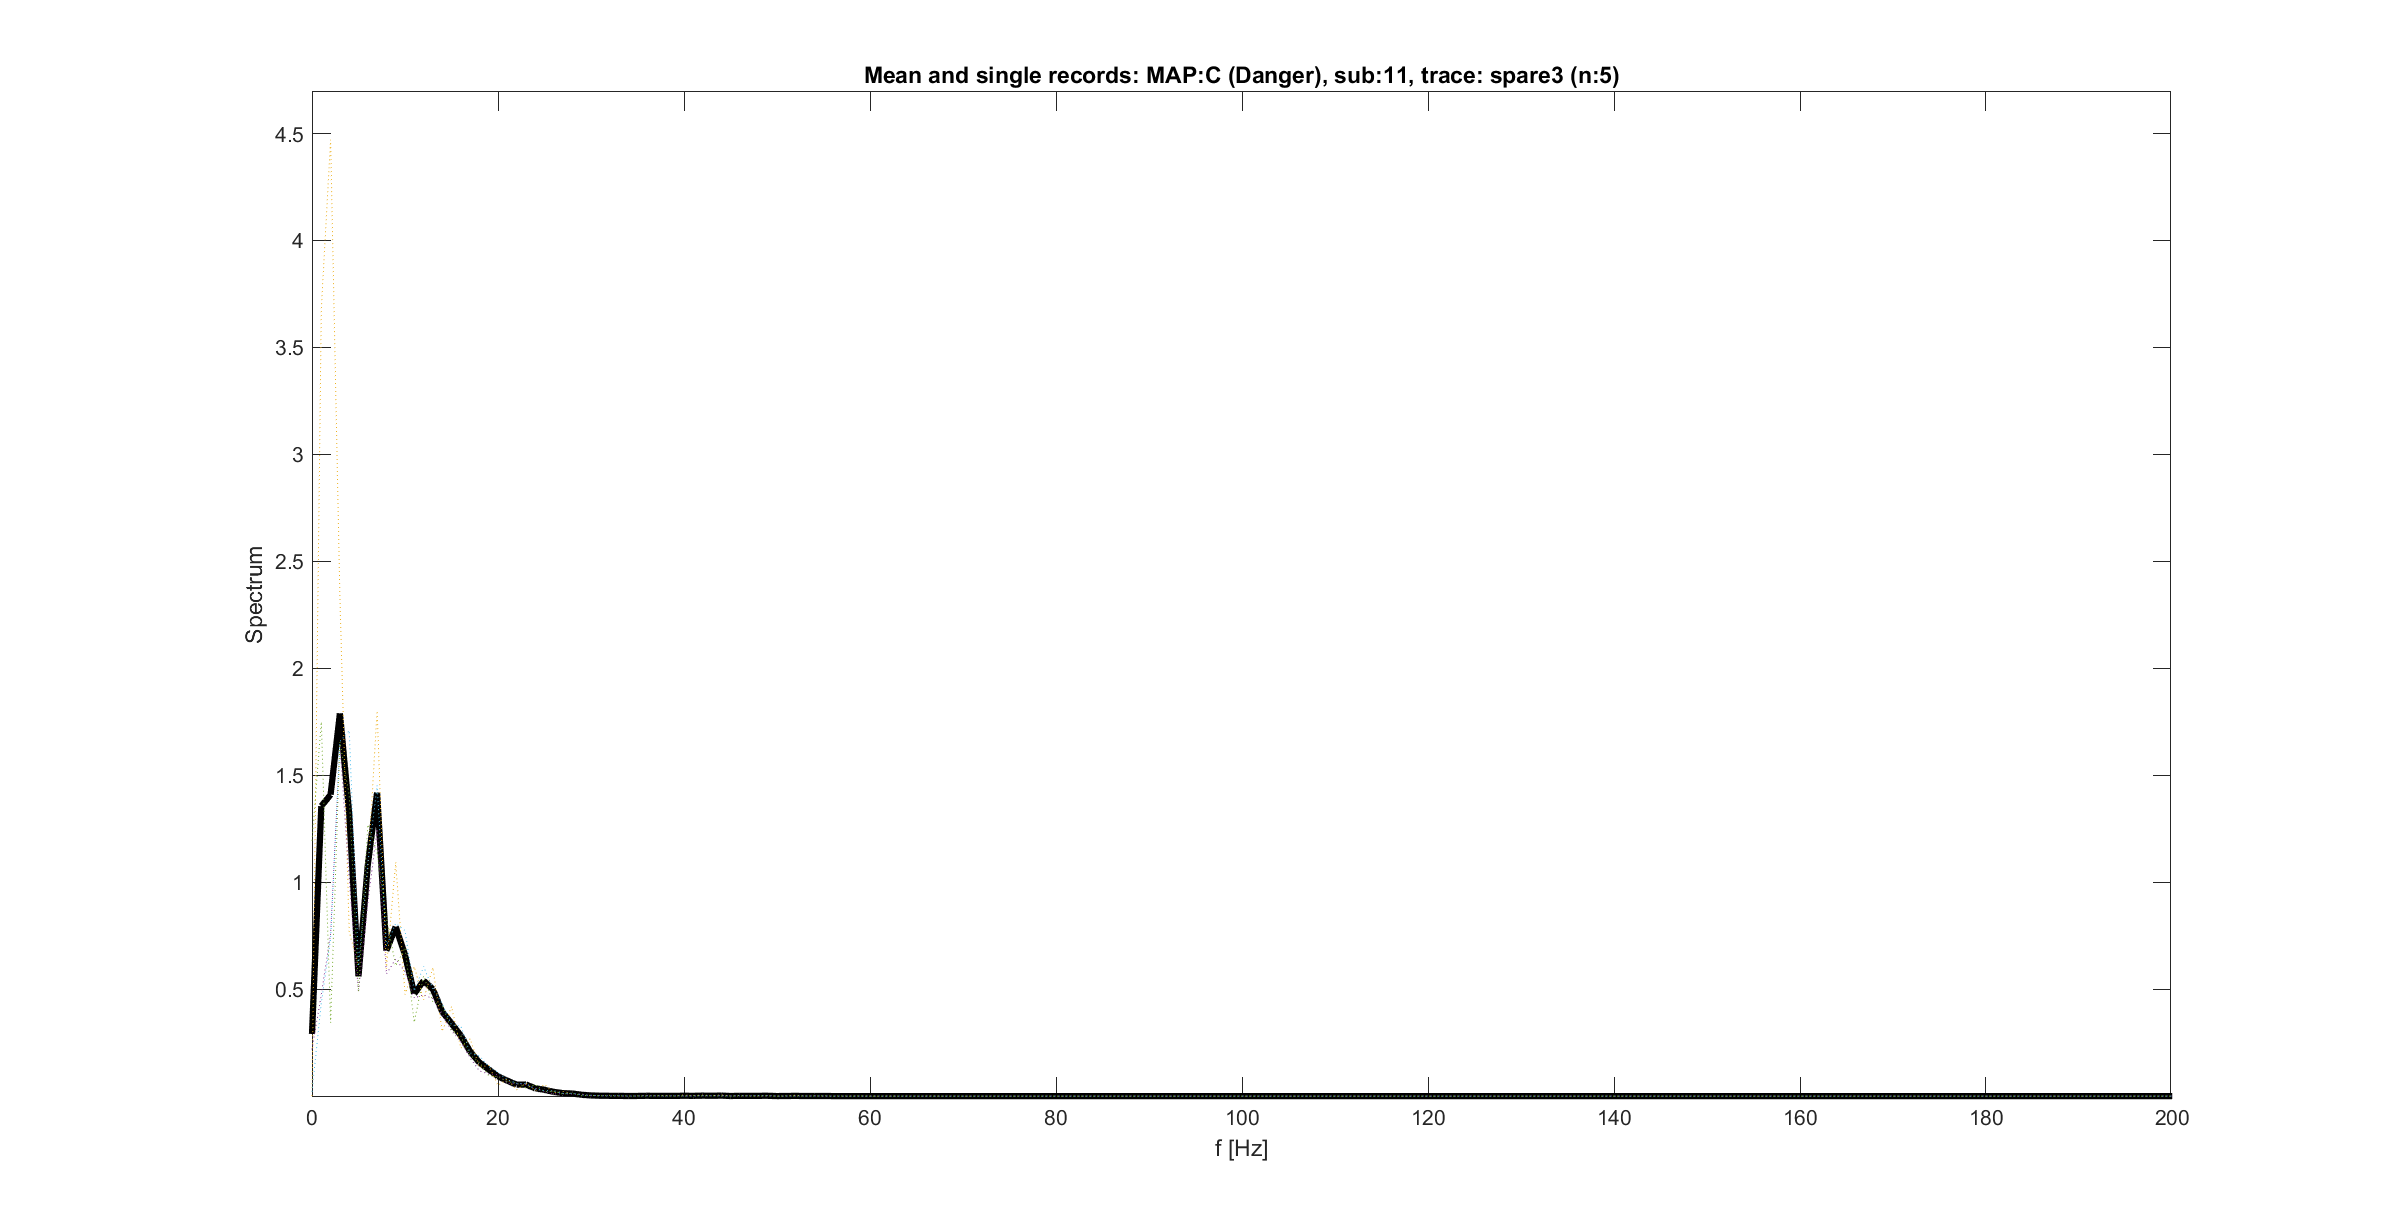 Mean and single records: MAP:C (Danger), sub:11, trace: spare3 (n:5)
4.5
4
3.5
3
2.5
2
1.5
1
0.5
Spectrum
0 20 40 60 80 100 120 140 160 180 200
f [Hz]